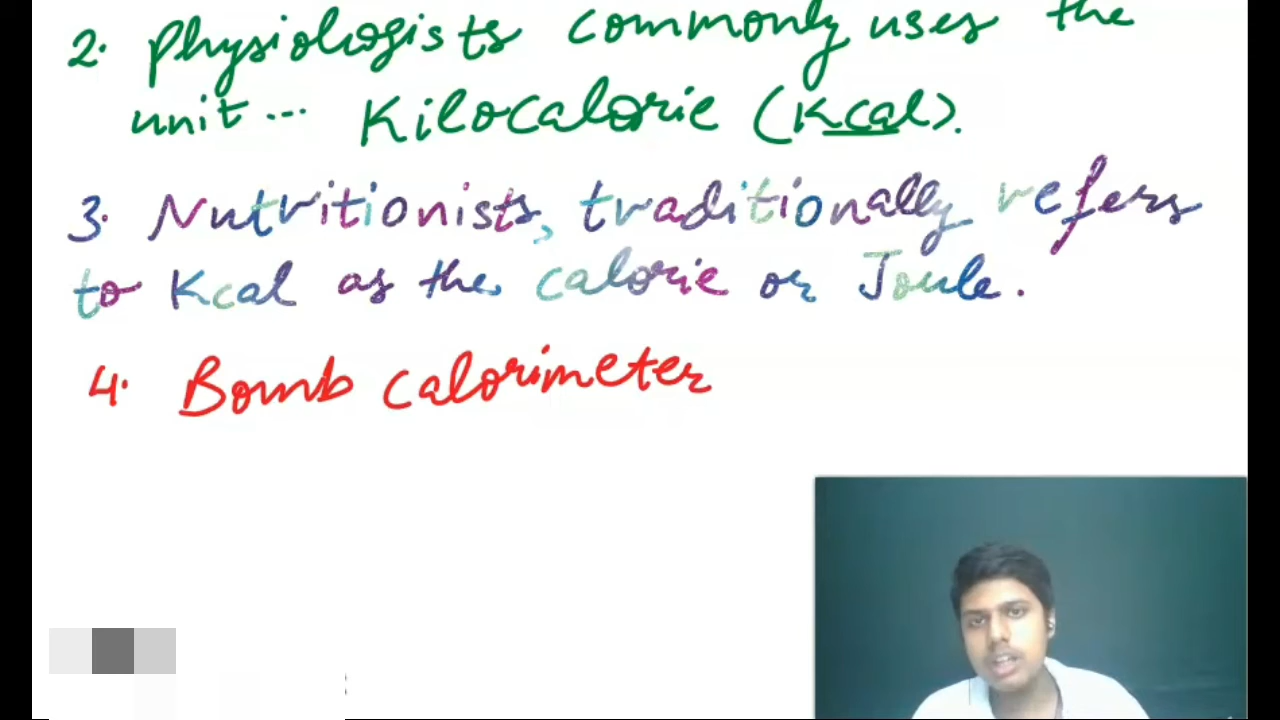 2. Physiologists commonly uses the
unit ... Kilocalorie (Kcal).
3. Nutritionists, traditionally refers
to Kcal as the calorie or Joule.
4. Bomb calorimeter